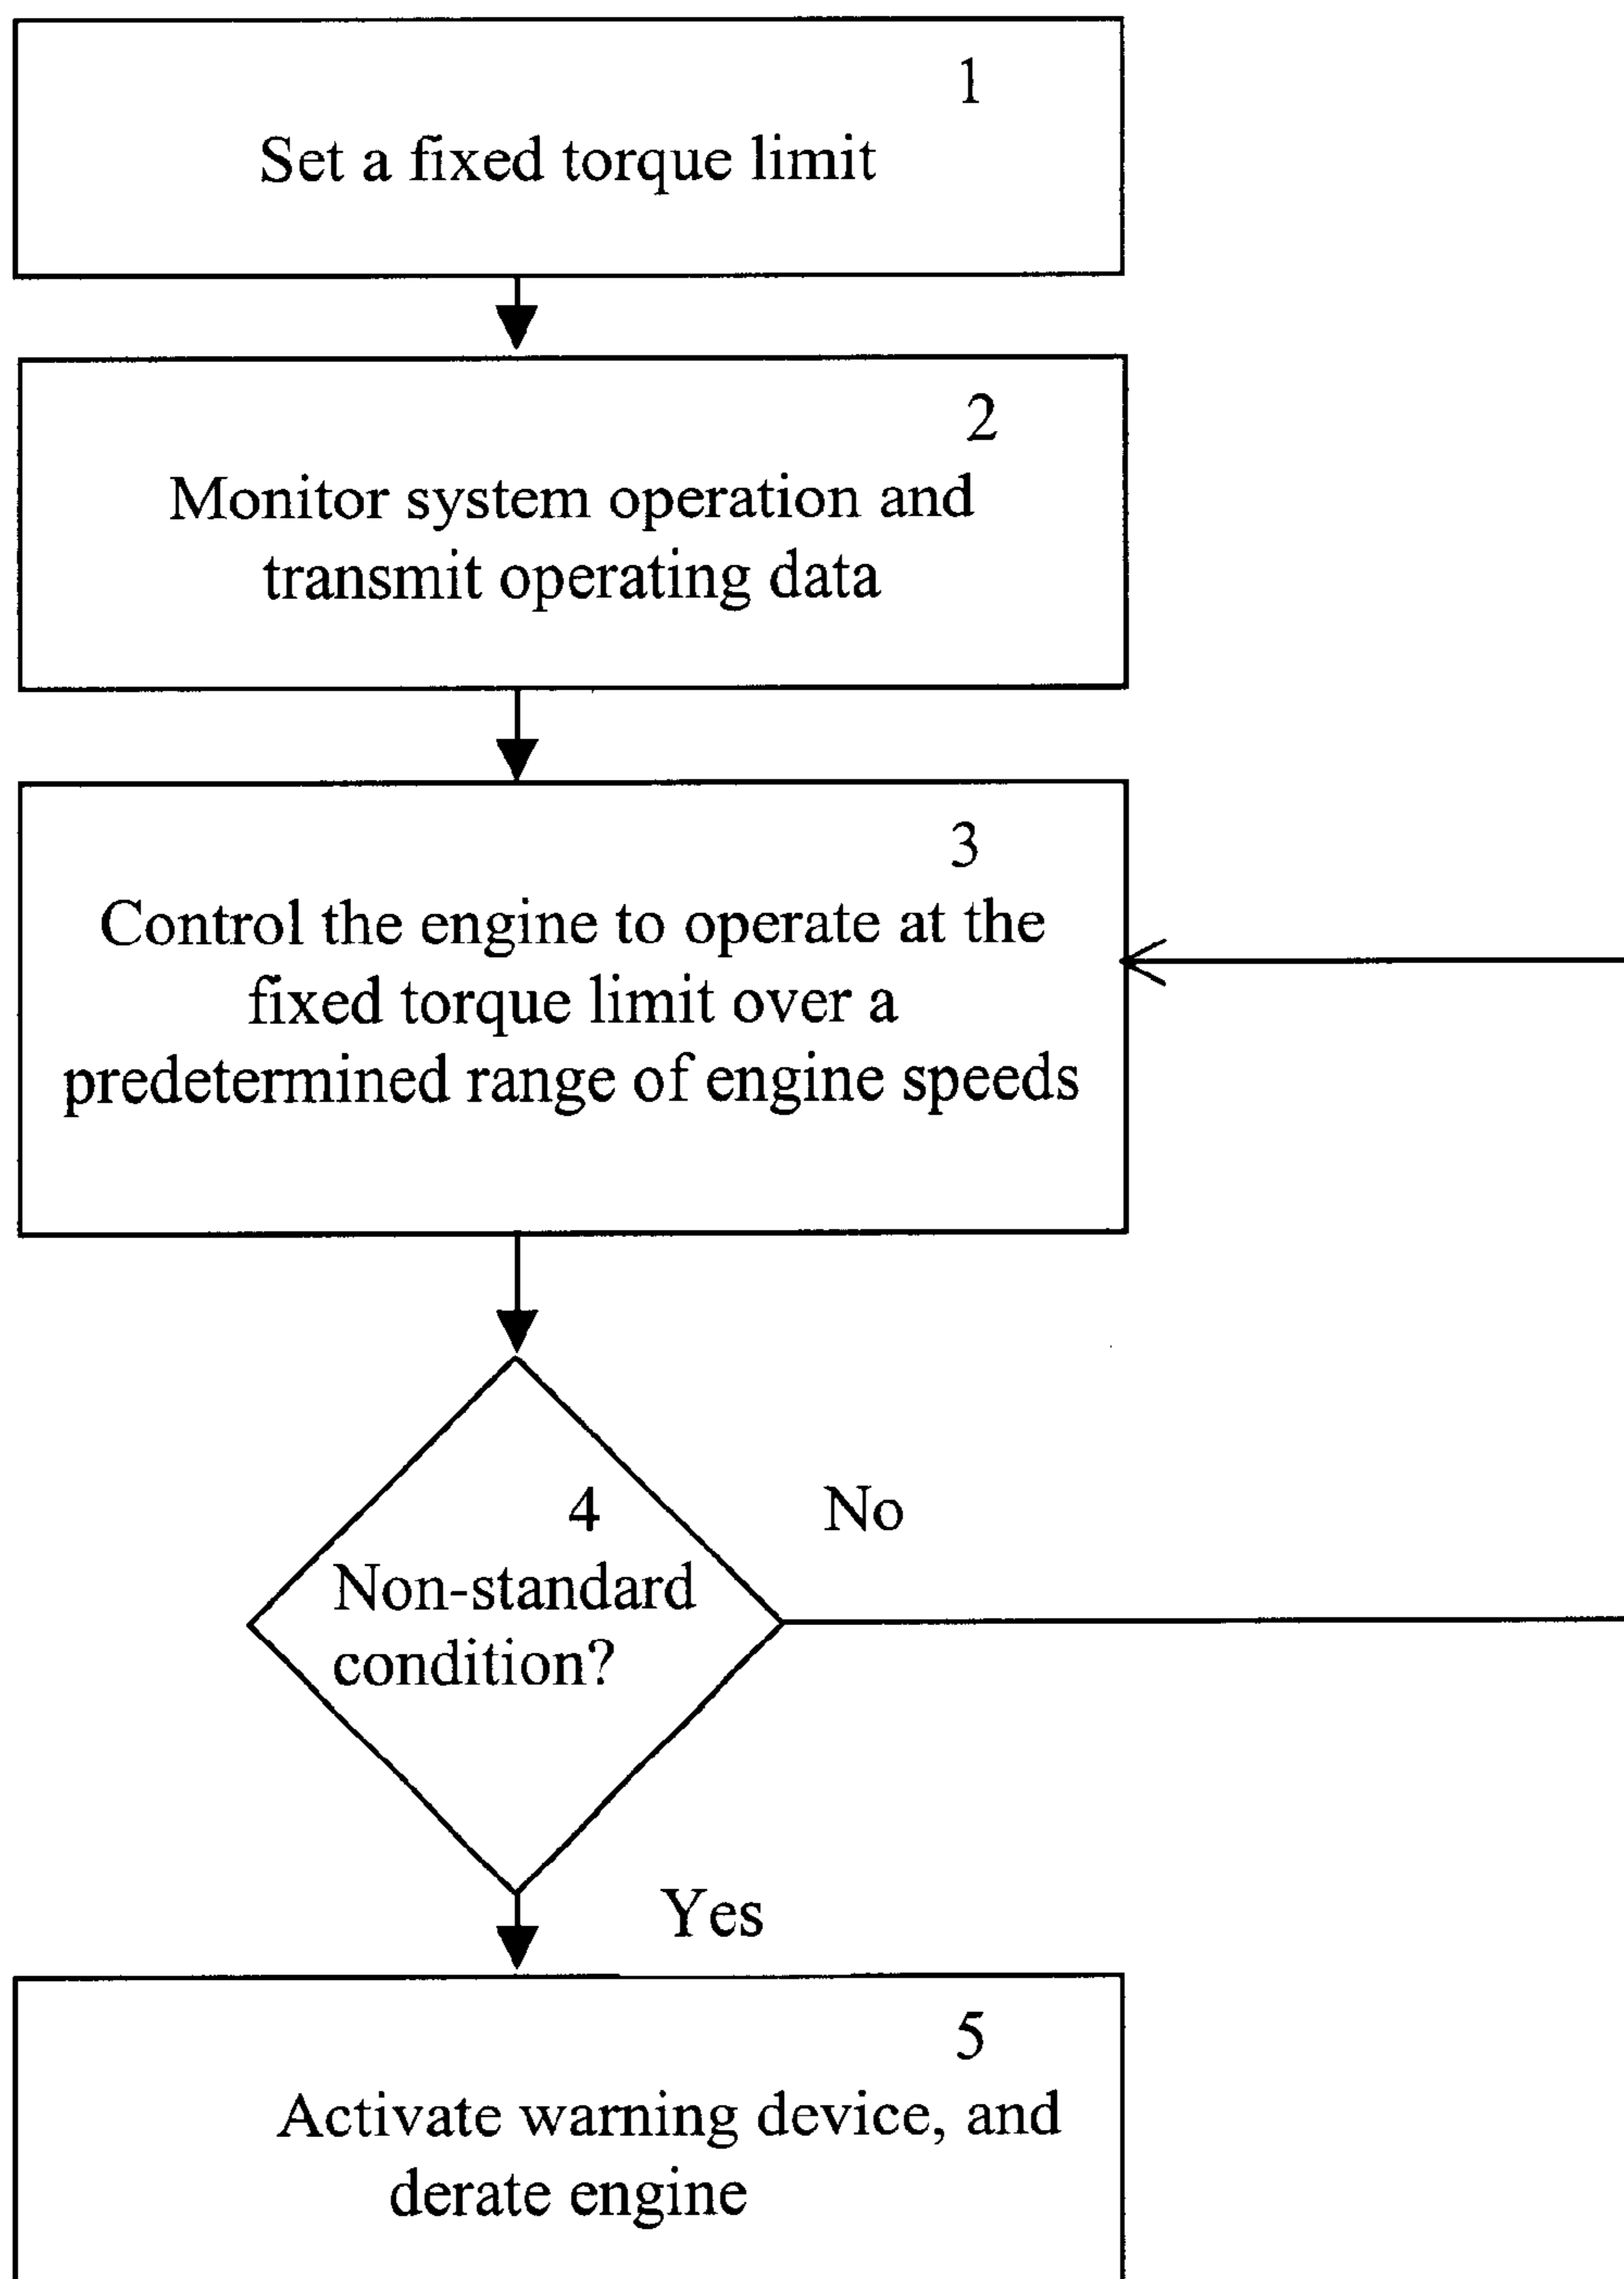 1
Set a fixed torque limit
2
Monitor system operation and
transmit operating data
3
Control the engine to operate at the
fixed torque limit over a
predetermined range of engine speeds
4
Non-standard
condition?
No
Yes
5
Activate warning device, and
derate engine